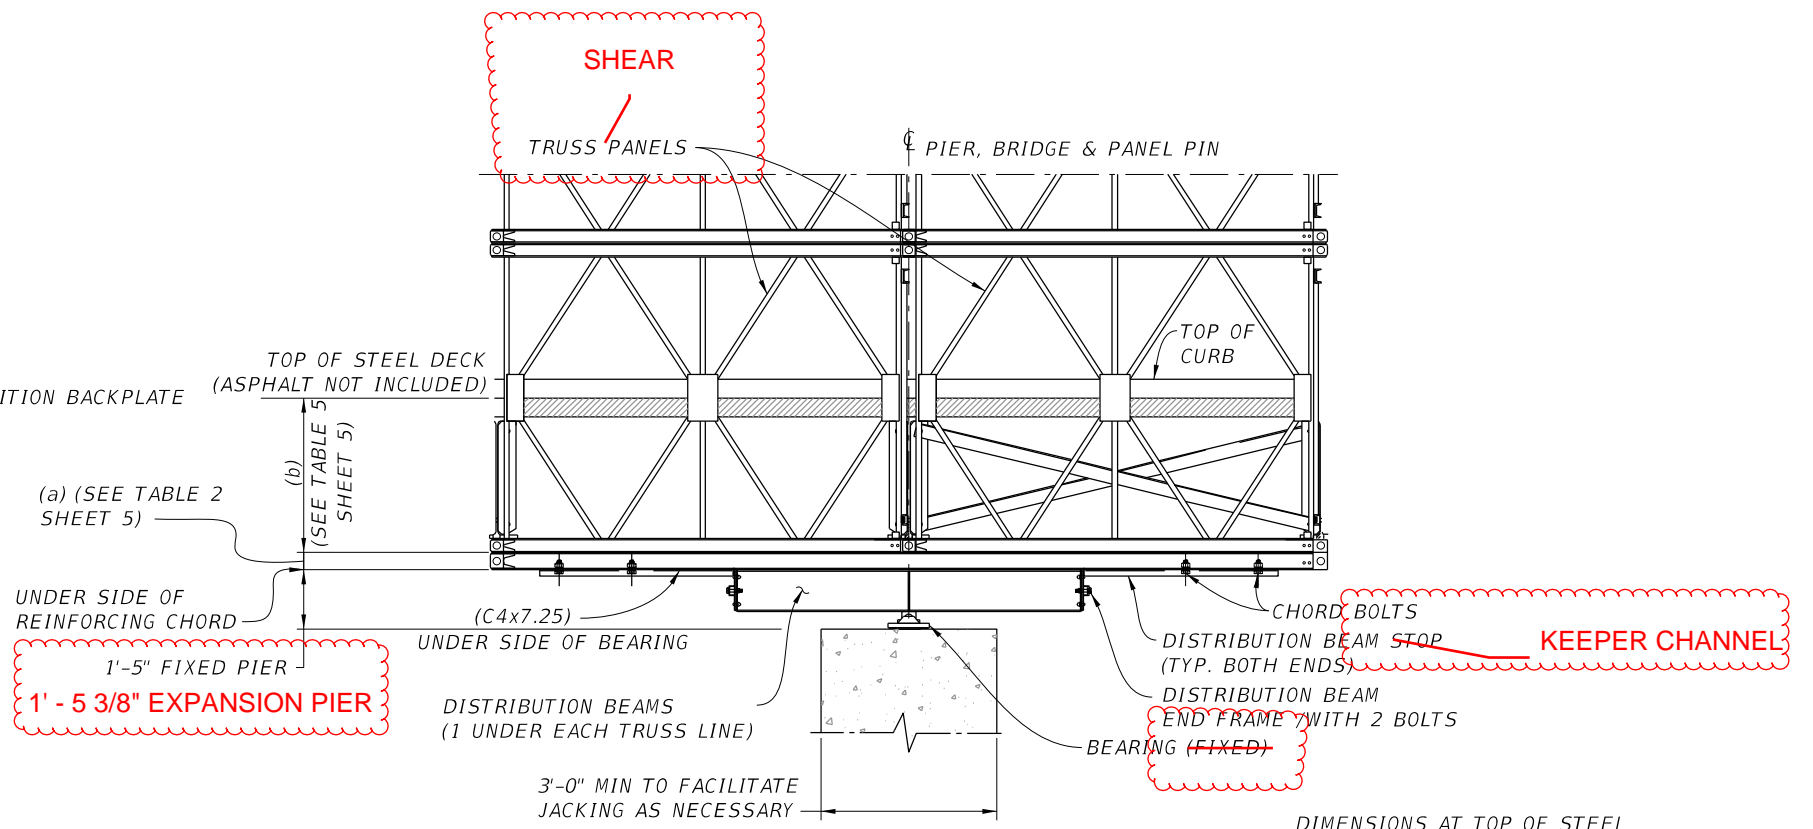 SHEAR
TRUSS PANELS
℄ PIER, BRIDGE & PANEL PIN
TOP OF
CURB
TOP OF STEEL DECK
(ASPHALT NOT INCLUDED)
ITION BACKPLATE
(b)
(SEE TABLE 5
SHEET 5)
(a) (SEE TABLE 2
SHEET 5)
UNDER SIDE OF
REINFORCING CHORD
(C4x7.25)
UNDER SIDE OF BEARING
CHORD BOLTS
DISTRIBUTION BEAM STOP
(TYP. BOTH ENDS)
KEEPER CHANNEL
1'-5" FIXED PIER
1' - 5 3/8" EXPANSION PIER
DISTRIBUTION BEAMS
(1 UNDER EACH TRUSS LINE)
DISTRIBUTION BEAM
END FRAME /WITH 2 BOLTS
BEARING (FIXED)
3'-0" MIN TO FACILITATE
JACKING AS NECESSARY
DIMENSIONS AT TOP OF STEEL